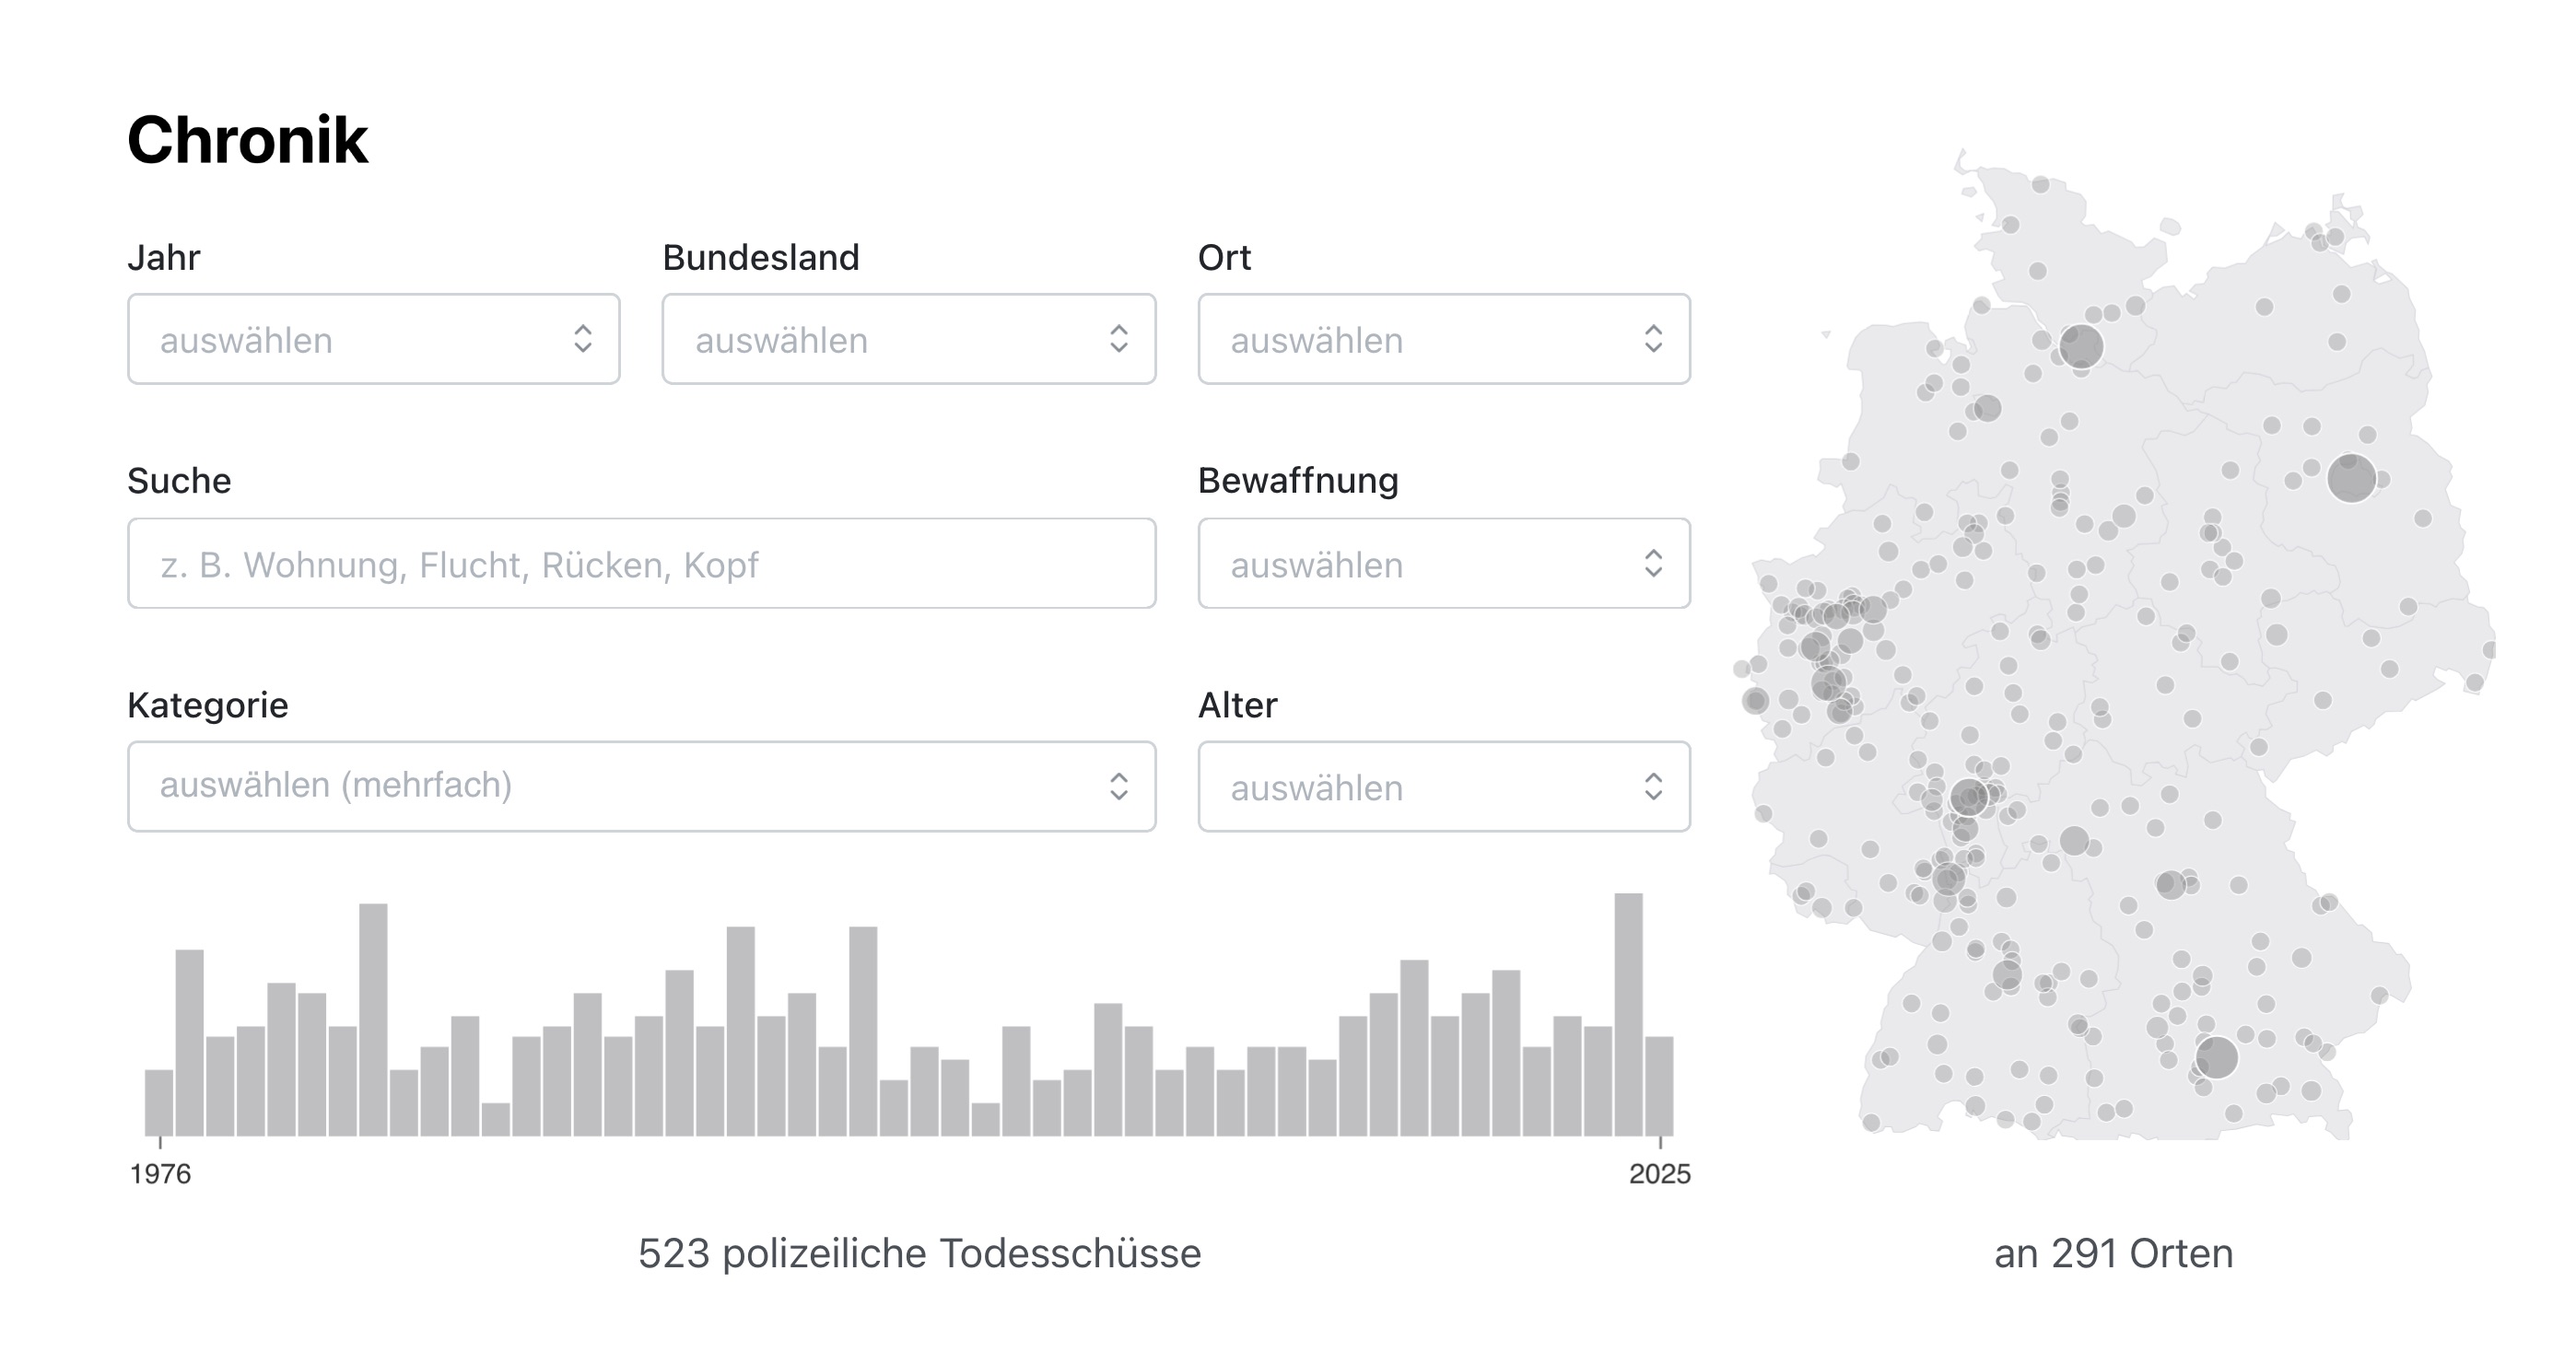 Chronik
Jahr
Bundesland
Ort
auswählen
auswählen
auswählen
Suche
Bewaffnung
z. B. Wohnung, Flucht, Rücken, Kopf
auswählen
Kategorie
Alter
auswählen (mehrfach)
auswählen
1976
2025
523 polizeiliche Todesschüsse
an 291 Orten